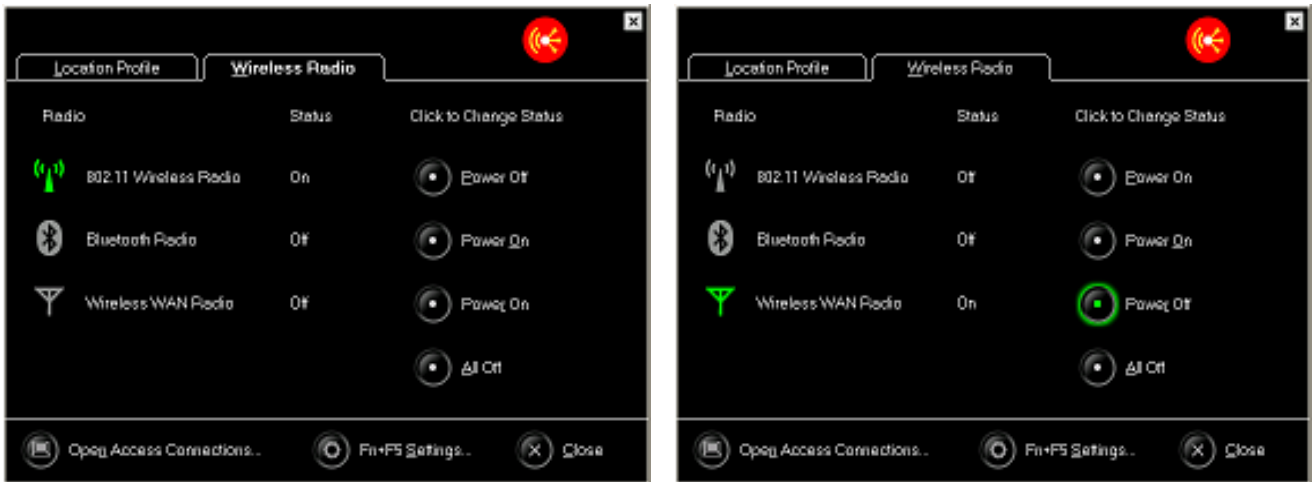 Location Profile Wireless Radio
Radio Status Click to Change Status
802.11 Wireless Radio On Power Off
Bluetooth Radio Off Power On
Wireless WAN Radio Off Power On
All Off
Open Access Connections... Fn+F5 Settings... Close
Location Profile Wireless Radio
Radio Status Click to Change Status
802.11 Wireless Radio Off Power On
Bluetooth Radio Off Power On
Wireless WAN Radio On Power Off
All Off
Open Access Connections... Fn+F5 Settings... Close